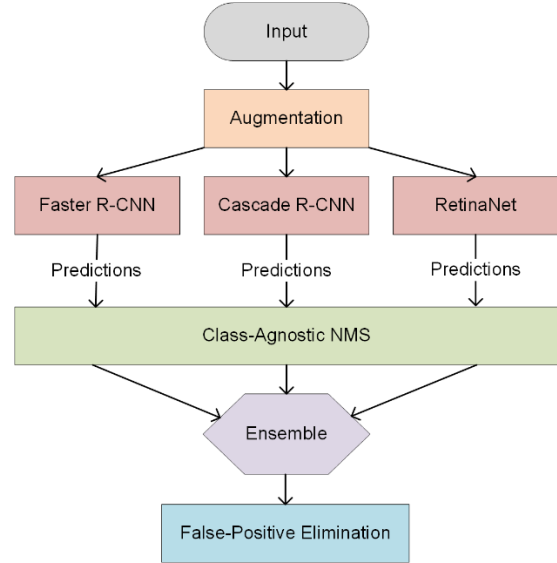 Input
Augmentation
Faster R-CNN
Cascade R-CNN
RetinaNet
Predictions
Predictions
Predictions
Class-Agnostic NMS
Ensemble
False-Positive Elimination